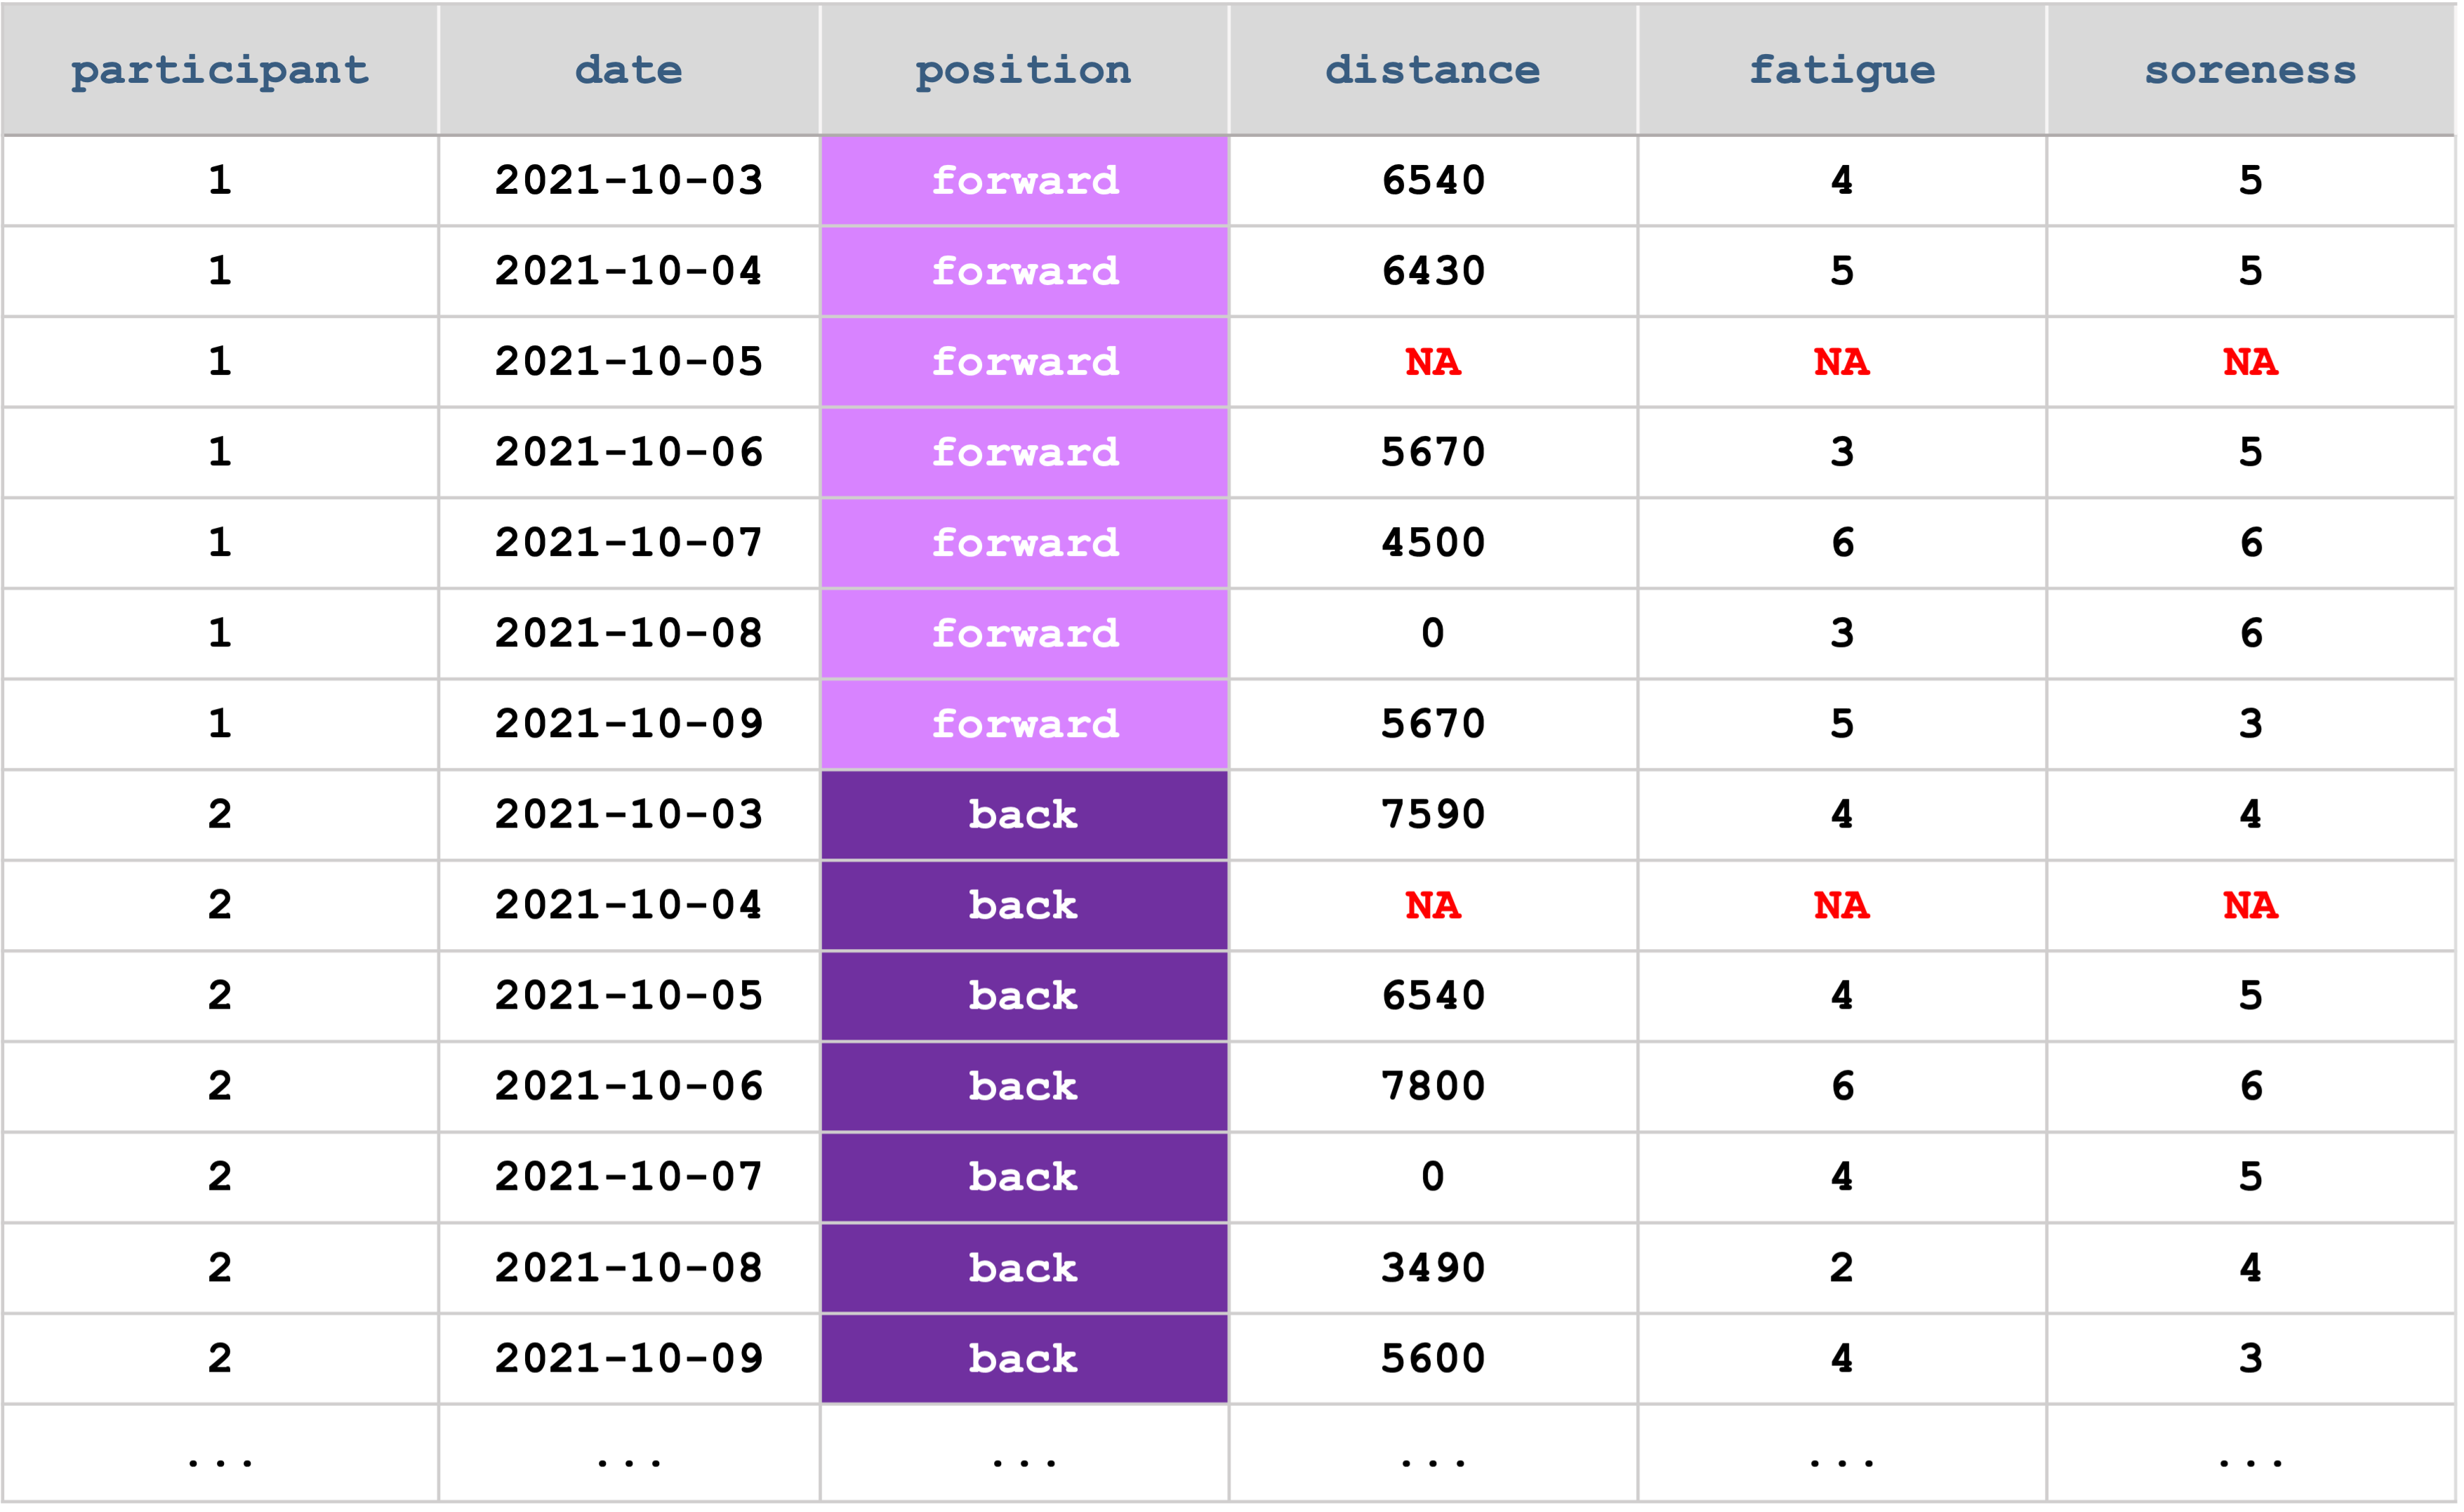 participant date position distance fatigue soreness
1 2021-10-03 forward 6540 4 5
1 2021-10-04 forward 6430 5 5
1 2021-10-05 forward NA NA NA
1 2021-10-06 forward 5670 3 5
1 2021-10-07 forward 4500 6 6
1 2021-10-08 forward 0 3 6
1 2021-10-09 forward 5670 5 3
2 2021-10-03 back 7590 4 4
2 2021-10-04 back NA NA NA
2 2021-10-05 back 6540 4 5
2 2021-10-06 back 7800 6 6
2 2021-10-07 back 0 4 5
2 2021-10-08 back 3490 2 4
2 2021-10-09 back 5600 4 3
... ... ... ... ... ...